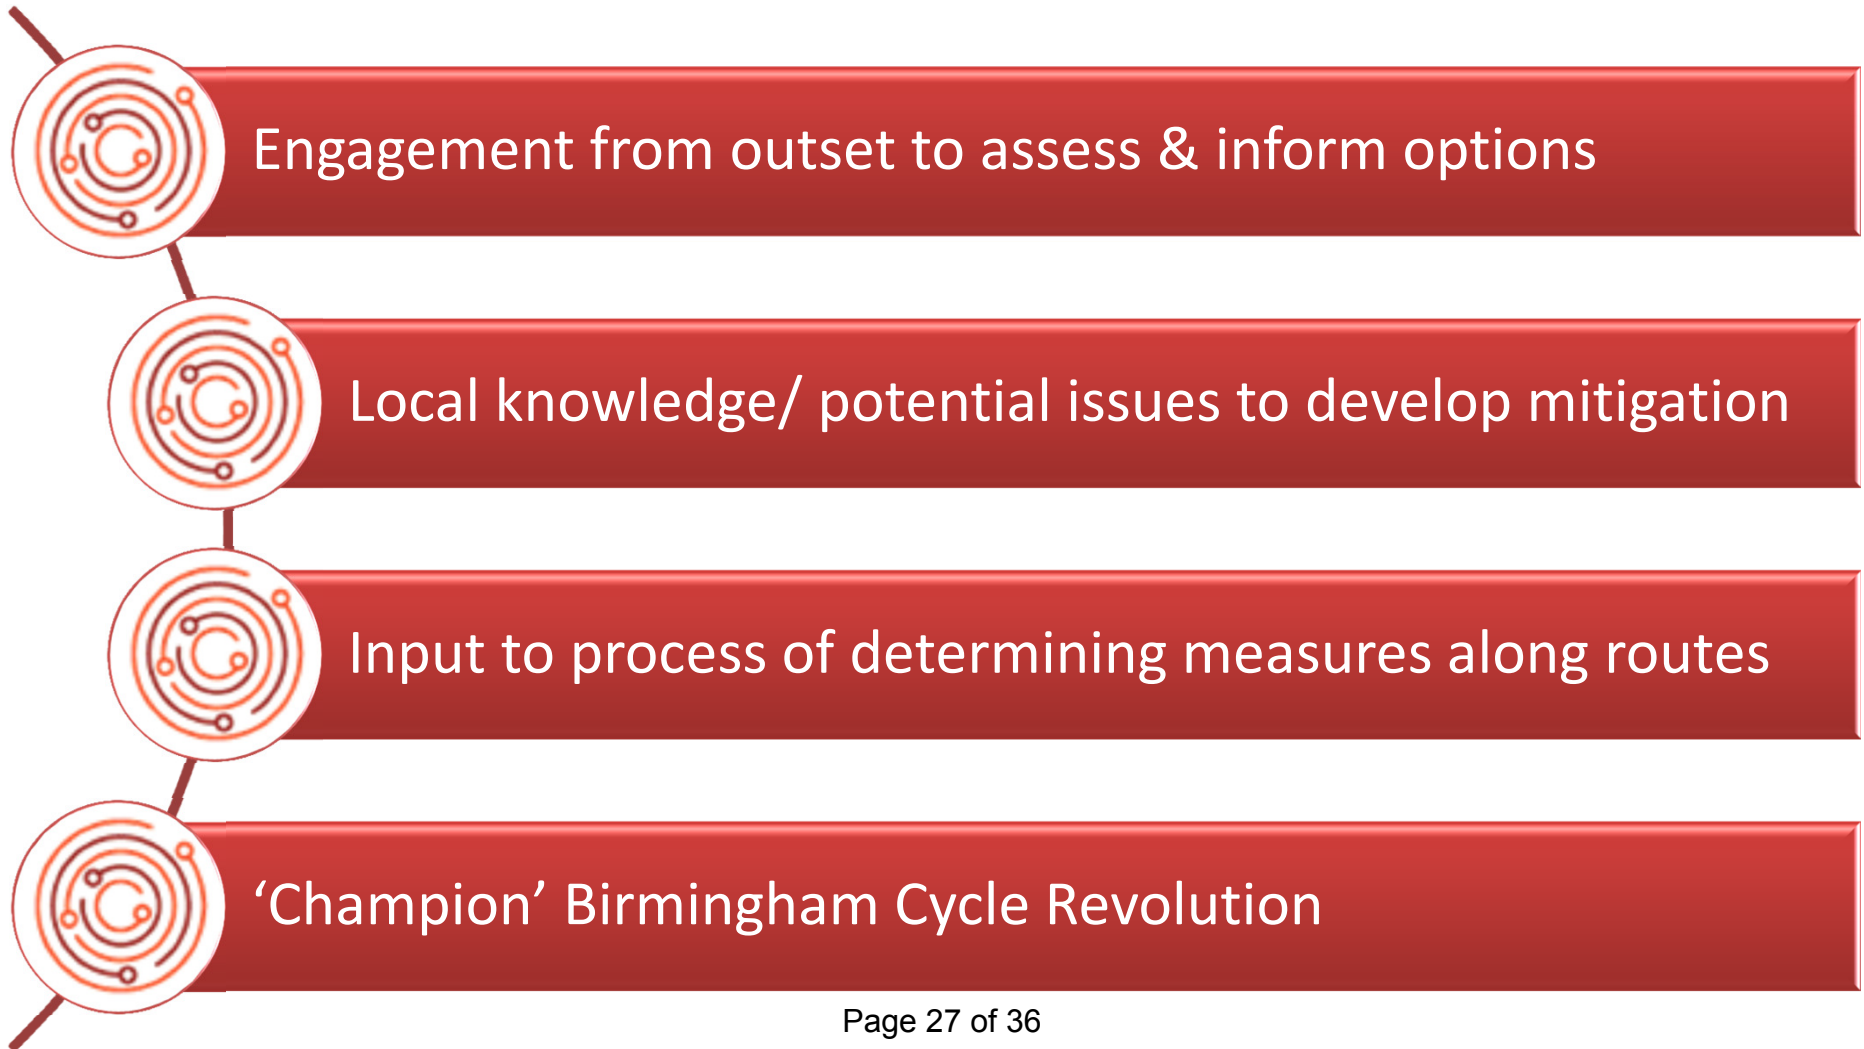 Engagement from outset to assess & inform options
Local knowledge/ potential issues to develop mitigation
Input to process of determining measures along routes
‘Champion’ Birmingham Cycle Revolution
Page 27 of 36